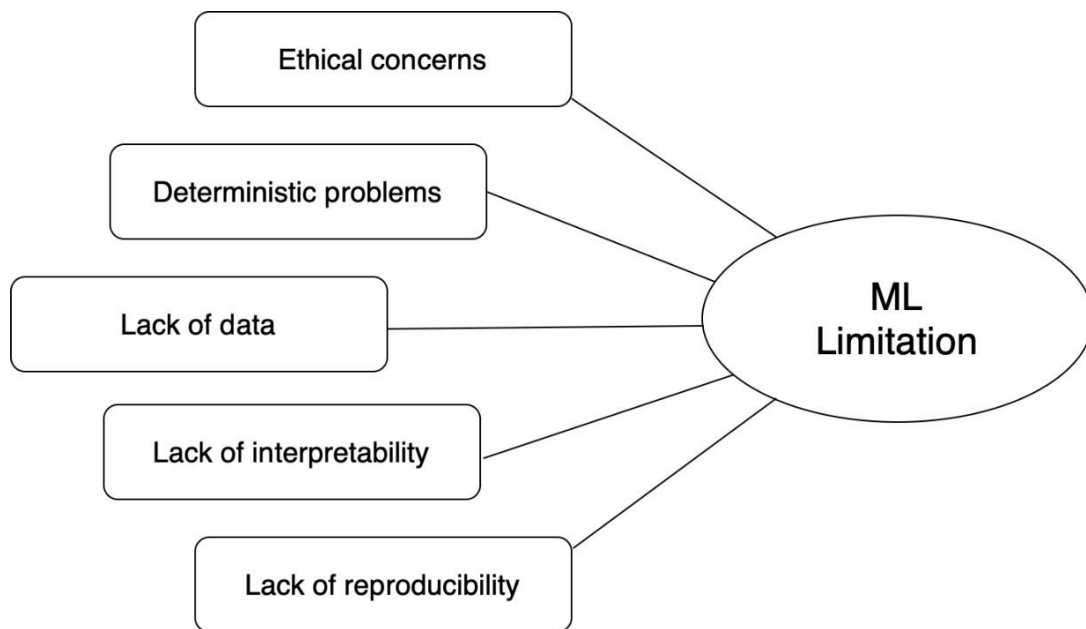 Ethical concerns
Deterministic problems
Lack of data
Lack of interpretability
Lack of reproducibility
ML
Limitation